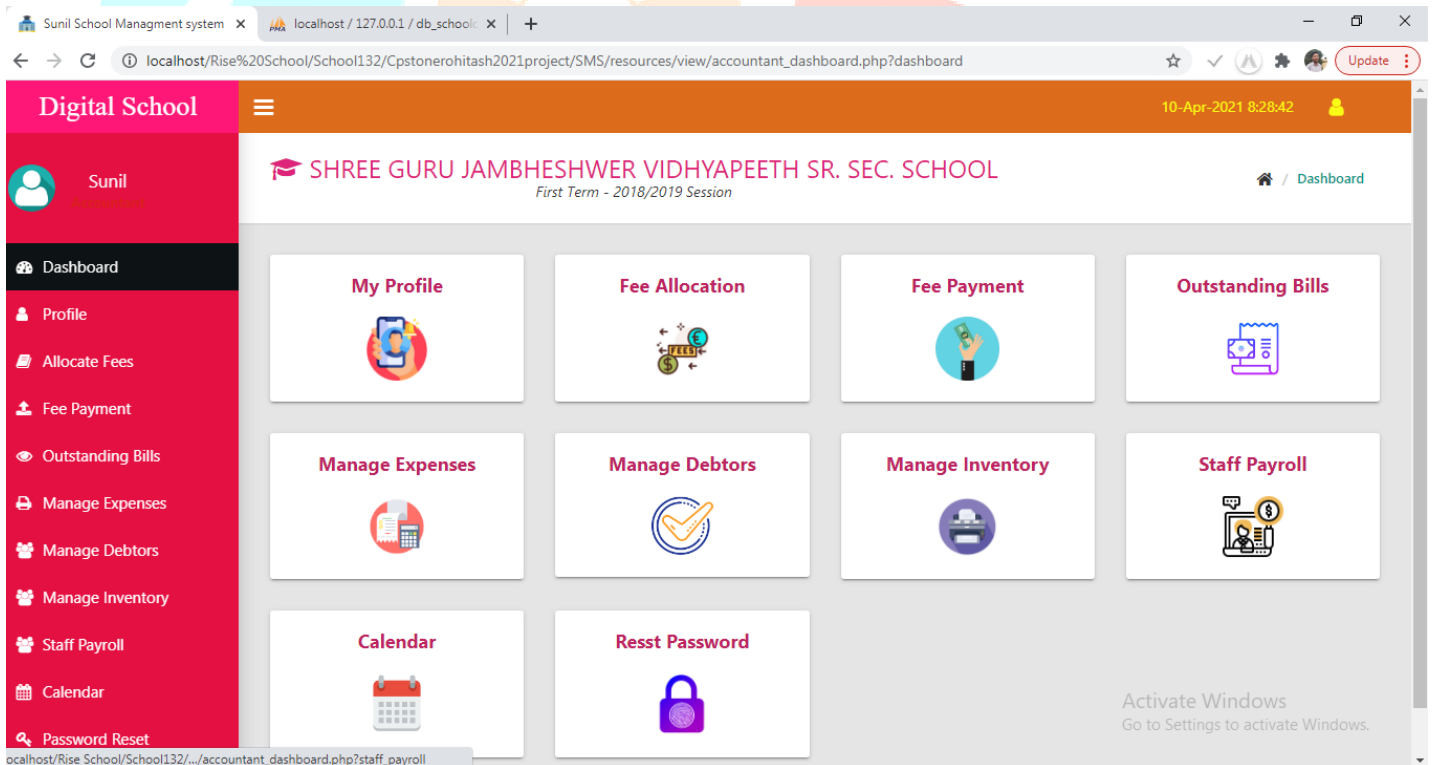 Sunil School Managment system
localhost / 127.0.0.1 / db_school
localhost/Rise%20School/School132/Cpstonerohitash2021project/SMS/resources/view/accountant_dashboard.php?dashboard
Update
Digital School
10-Apr-2021 8:28:42
Sunil
Accountant
SHREE GURU JAMBHESHWER VIDHYAPEETH SR. SEC. SCHOOL
First Term - 2018/2019 Session
/ Dashboard
Dashboard
Profile
Allocate Fees
Fee Payment
Outstanding Bills
Manage Expenses
Manage Debtors
Manage Inventory
Staff Payroll
Calendar
Password Reset
My Profile
Fee Allocation
Fee Payment
Outstanding Bills
FEES
Manage Expenses
Manage Debtors
Manage Inventory
Staff Payroll
Calendar
Resst Password
Activate Windows
Go to Settings to activate Windows.
ocalhost/Rise School/School132/.../accountant_dashboard.php?staff_payroll